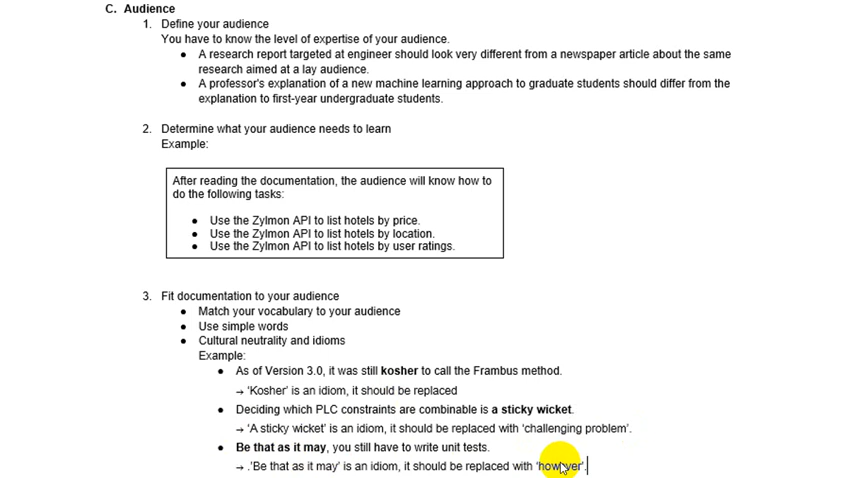 C. Audience
1. Define your audience
You have to know the level of expertise of your audience.
● A research report targeted at engineer should look very different from a newspaper article about the same
research aimed at a lay audience.
● A professor's explanation of a new machine learning approach to graduate students should differ from the
explanation to first-year undergraduate students.
2. Determine what your audience needs to learn
Example:
After reading the documentation, the audience will know how to
do the following tasks:
● Use the Zylmon API to list hotels by price.
● Use the Zylmon API to list hotels by location.
● Use the Zylmon API to list hotels by user ratings.
3. Fit documentation to your audience
● Match your vocabulary to your audience
● Use simple words
● Cultural neutrality and idioms
Example:
● As of Version 3.0, it was still kosher to call the Frambus method.
→ 'Kosher' is an idiom, it should be replaced
● Deciding which PLC constraints are combinable is a sticky wicket.
→ 'A sticky wicket' is an idiom, it should be replaced with 'challenging problem'.
● Be that as it may, you still have to write unit tests.
→ .'Be that as it may' is an idiom, it should be replaced with 'however'.